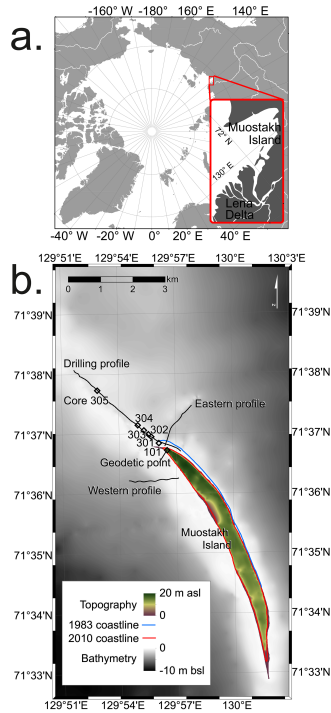 -160°W 180° 160°E 140°E
a.
72° N
Muostakh
Island
130° E
Lena
Delta
-40° W -20° W 0° 20° E 40° E
b.
129°51'E 129°54'E 129°57'E 130°E 130°3'E
0 1 2 3
km
71°39'N 71°39'N
71°38'N 71°38'N
Drilling profile
Core 305
304
Eastern profile
71°37'N 71°37'N
303
302
301
101
Geodetic point
71°36'N 71°36'N
Western profile
Muostakh
Island
71°35'N 71°35'N
20 m asl
Topography
0
71°34'N 71°34'N
1983 coastline
2010 coastline
0
Bathymetry
-10 m bsl
71°33'N 71°33'N
129°51'E 129°54'E 129°57'E 130°E